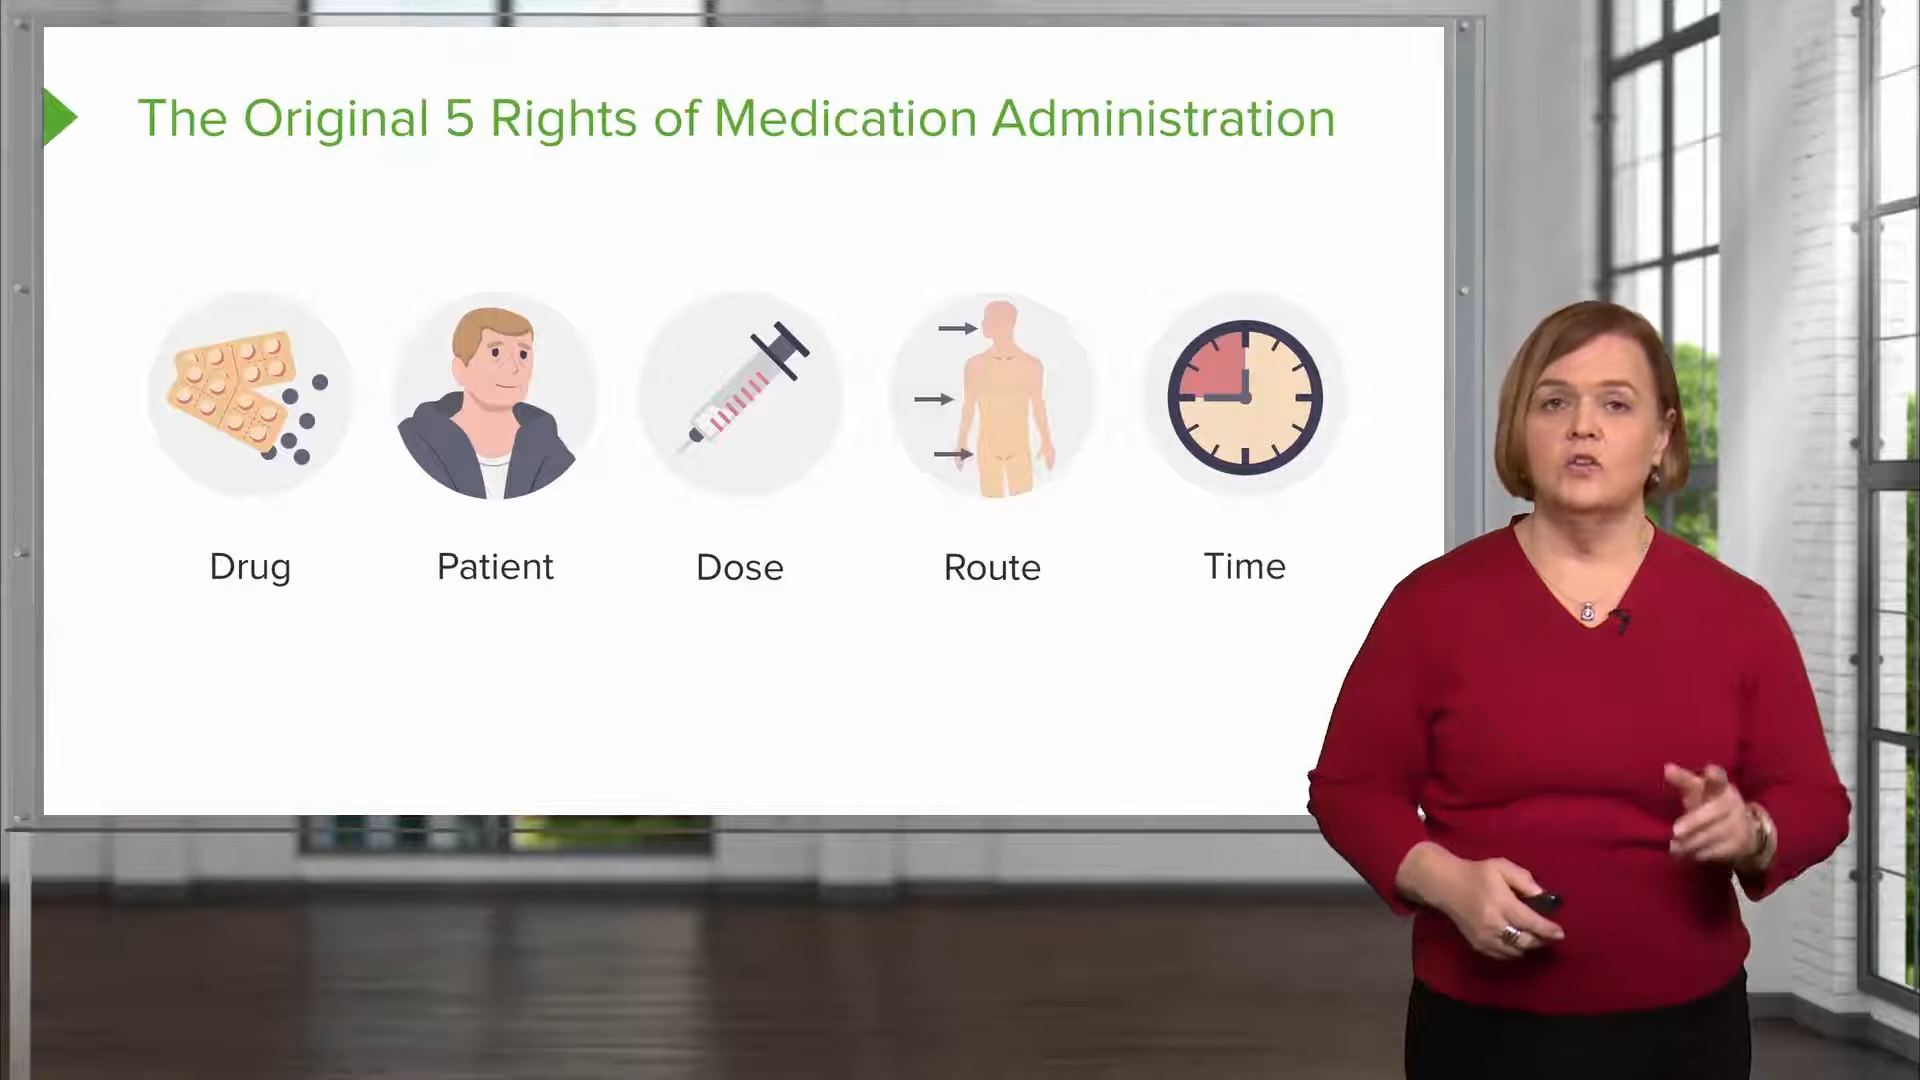 The Original 5 Rights of Medication Administration
Drug
Patient
Dose
Route
Time